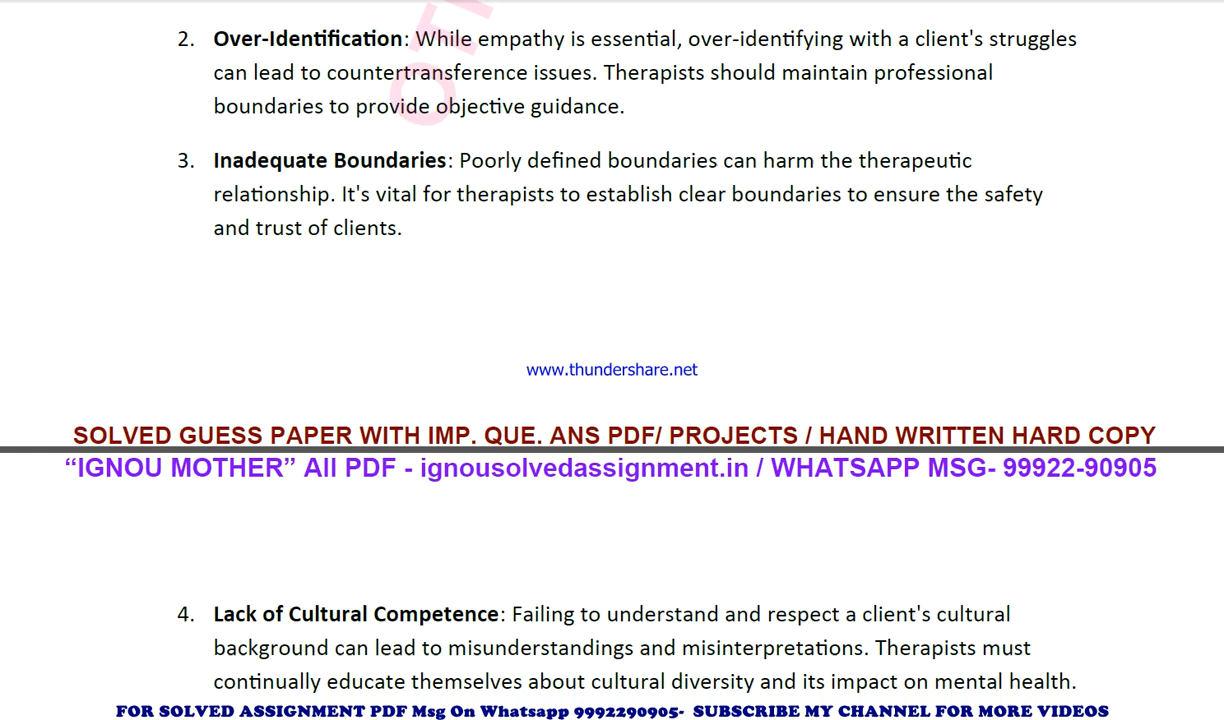 2. Over-Identification: While empathy is essential, over-identifying with a client's struggles
can lead to countertransference issues. Therapists should maintain professional
boundaries to provide objective guidance.
3. Inadequate Boundaries: Poorly defined boundaries can harm the therapeutic
relationship. It's vital for therapists to establish clear boundaries to ensure the safety
and trust of clients.
www.thundershare.net
SOLVED GUESS PAPER WITH IMP. QUE. ANS PDF/ PROJECTS / HAND WRITTEN HARD COPY
“IGNOU MOTHER” All PDF - ignousolvedassignment.in / WHATSAPP MSG- 99922-90905
4. Lack of Cultural Competence: Failing to understand and respect a client's cultural
background can lead to misunderstandings and misinterpretations. Therapists must
continually educate themselves about cultural diversity and its impact on mental health.
FOR SOLVED ASSIGNMENT PDF Msg On Whatsapp 9992290905- SUBSCRIBE MY CHANNEL FOR MORE VIDEOS